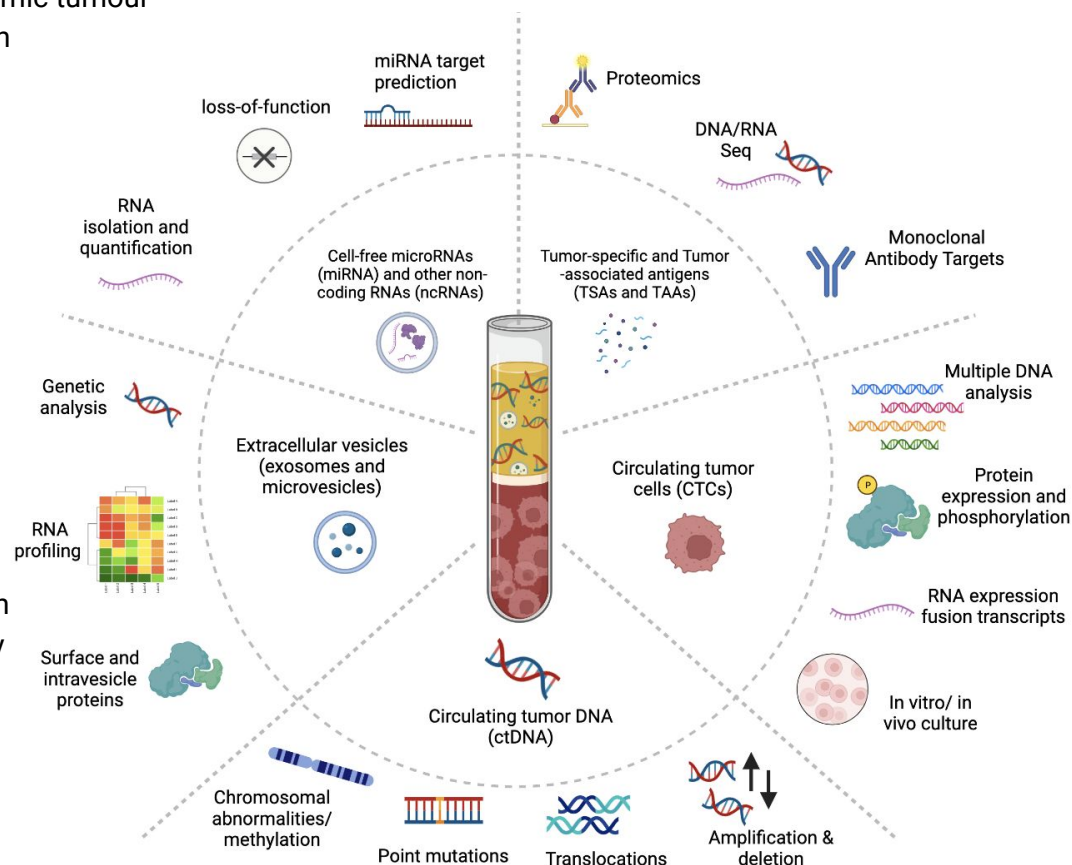 mic tumour
miRNA target
prediction
loss-of-function
RNA
isolation and
quantification
Proteomics
DNA/RNA
Seq
Monoclonal
Antibody Targets
Cell-free microRNAs
(miRNA) and other non-
coding RNAs (ncRNAs)
Tumor-specific and Tumor
-associated antigens
(TSAs and TAAs)
Genetic
analysis
RNA
profiling
Surface and
intravesicle
proteins
Extracellular vesicles
(exosomes and
microvesicles)
Circulating tumor
cells (CTCs)
Multiple DNA
analysis
P
Protein
expression and
phosphorylation
RNA expression
fusion transcripts
In vitro/ in
vivo culture
Circulating tumor DNA
(ctDNA)
Chromosomal
abnormalities/
methylation
Point mutations
Translocations
Amplification &
deletion